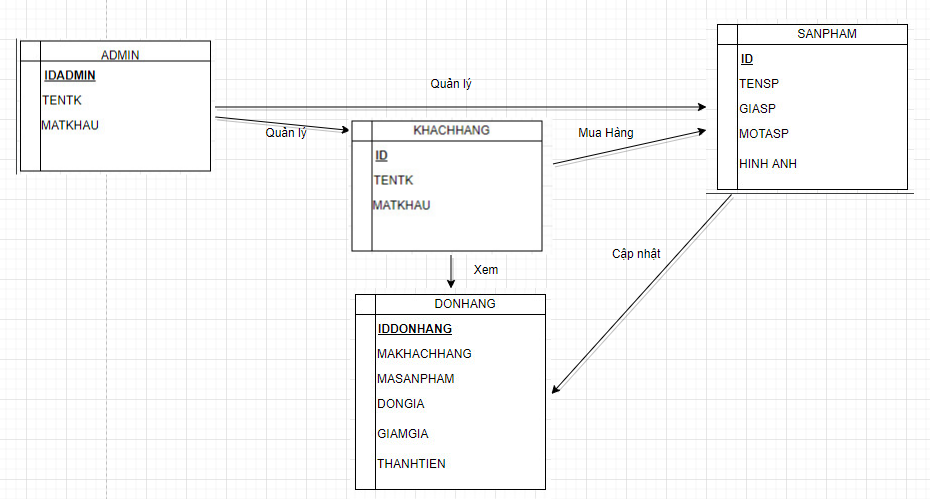 ADMIN
IDADMIN
TENTK
MATKHAU
Quản lý
Quản lý
KHACHHANG
ID
TENTK
MATKHAU
Mua Hảng
SANPHAM
ID
TENSP
GIASP
MOTASP
HINH ANH
Cập nhật
Xem
DONHANG
IDDONHANG
MAKHACHHANG
MASANPHAM
DONGIA
GIAMGIA
THANHTIEN